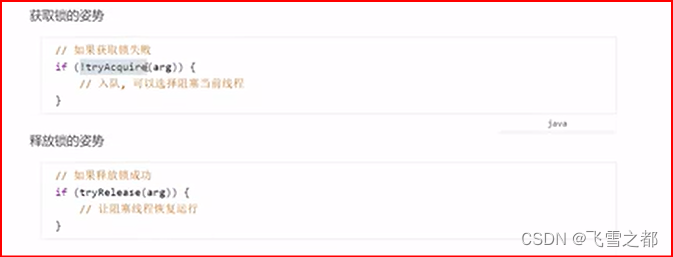 获取锁的姿势
// 如果获取锁失败
if (!tryAcquire(arg)) {
// 入队, 可以选择阻塞当前线程
}
java
释放锁的姿势
// 如果释放锁成功
if (tryRelease(arg)) {
// 让阻塞线程恢复运行
}
CSDN @飞雪之都